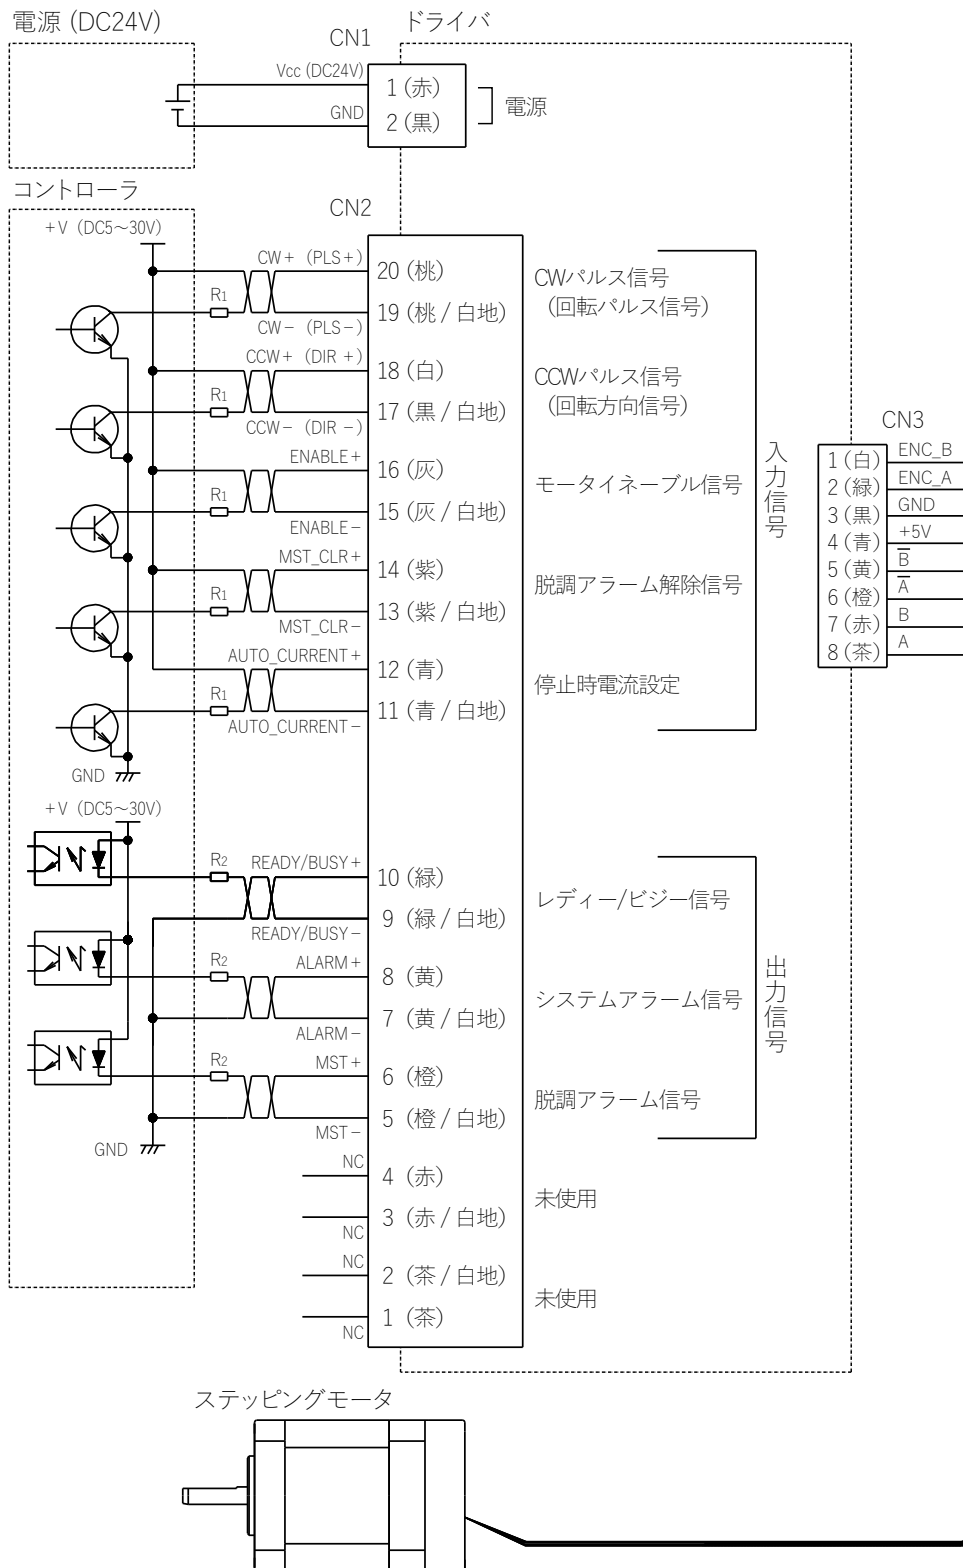 電源 (DC24V)
ドライバ
CN1
Vcc (DC24V)
1 (赤)
GND
2 (黒)
電源
コントローラ
CN2
+V (DC5～30V)
CW+ (PLS+)
20 (桃)
R1
19 (桃 / 白地)
CW− (PLS−)
CWパルス信号
(回転パルス信号)
CCW+ (DIR +)
18 (白)
R1
17 (黒 / 白地)
CCW− (DIR −)
CCWパルス信号
(回転方向信号)
ENABLE+
16 (灰)
R1
15 (灰 / 白地)
ENABLE−
モータイネーブル信号
MST_CLR+
14 (紫)
R1
13 (紫 / 白地)
MST_CLR−
脱調アラーム解除信号
AUTO_CURRENT+
12 (青)
R1
11 (青 / 白地)
AUTO_CURRENT−
停止時電流設定
入力信号
GND
CN3
1 (白)
ENC_B
2 (緑)
ENC_A
3 (黒)
GND
4 (青)
+5V
5 (黄)
B̅
6 (橙)
A̅
7 (赤)
B
8 (茶)
A
+V (DC5～30V)
R2
READY/BUSY+
10 (緑)
9 (緑 / 白地)
READY/BUSY−
レディー/ビジー信号
R2
ALARM+
8 (黄)
7 (黄 / 白地)
ALARM−
システムアラーム信号
R2
MST+
6 (橙)
5 (橙 / 白地)
MST−
脱調アラーム信号
出力信号
GND
NC
4 (赤)
3 (赤 / 白地)
NC
未使用
NC
2 (茶 / 白地)
1 (茶)
NC
未使用
ステッピングモータ